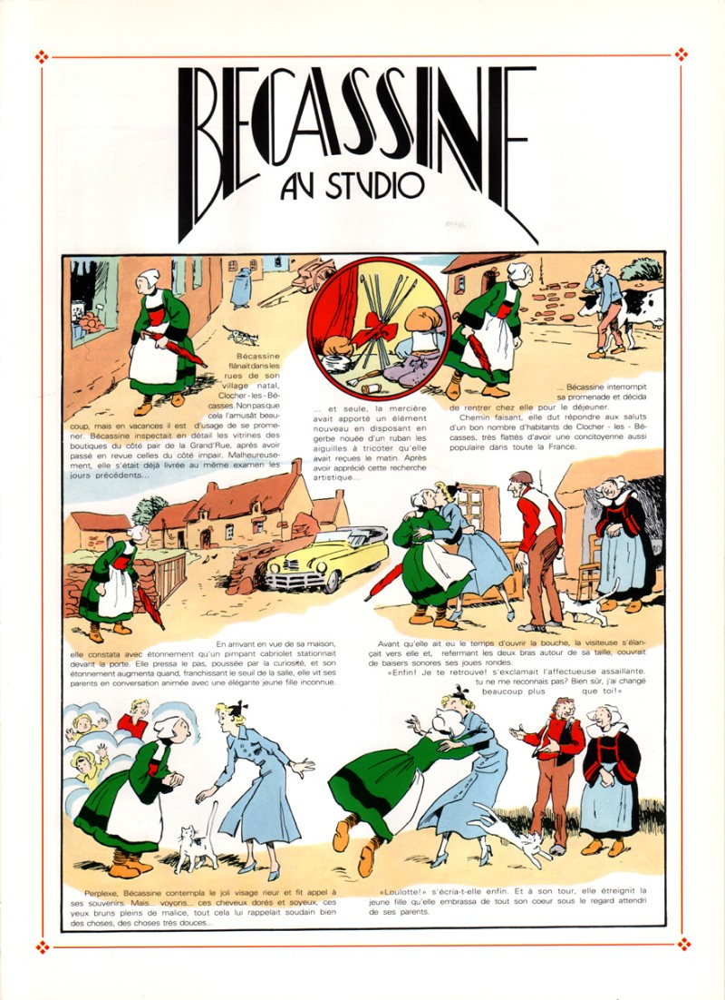 BECASSINE
AU STUDIO
Bécassine
flânait dans les
rues de son
village natal,
Clocher - les - Bé-
casses. Non pas que
cela l'amusât beau-
coup, mais en vacances il est d'usage de se prome-
ner. Bécassine inspectait en détail les vitrines des
boutiques du côté pair de la Grand'Rue, après avoir
passé en revue celles du côté impair. Malheureuse-
ment, elle s'était déjà livrée au même examen les
jours précédents...
... et seule, la mercière
avait apporté un élément
nouveau en disposant en
gerbe nouée d'un ruban les
aiguilles à tricoter qu'elle
avait reçues le matin. Après
avoir apprécié cette recherche
artistique...
... Bécassine interrompit
sa promenade et décida
de rentrer chez elle pour le déjeuner.
Chemin faisant, elle dut répondre aux saluts
d'un bon nombre d'habitants de Clocher - les - Bé-
casses, très flattés d'avoir une concitoyenne aussi
populaire dans toute la France.
En arrivant en vue de sa maison,
elle constata avec étonnement qu'un pimpant cabriolet stationnait
devant la porte. Elle pressa le pas, poussée par la curiosité, et son
étonnement augmenta quand, franchissant le seuil de la salle, elle vit ses
parents en conversation animée avec une élégante jeune fille inconnue.
Avant qu'elle ait eu le temps d'ouvrir la bouche, la visiteuse s'élan-
çait vers elle et, refermant les deux bras autour de sa taille, couvrait
de baisers sonores ses joues rondes.
«Enfin! Je te retrouve! s'exclamait l'affectueuse assaillante.
tu ne me reconnais pas? Bien sûr, j'ai changé
beaucoup plus que toi!»
Perplexe, Bécassine contempla le joli visage rieur et fit appel à
ses souvenirs. Mais... voyons... ces cheveux dorés et soyeux, ces
yeux bruns pleins de malice, tout cela lui rappelait soudain bien
des choses, des choses très douces...
«Loulotte!» s'écria-t-elle enfin. Et à son tour, elle étreignit la
jeune fille qu'elle embrassa de tout son coeur sous le regard attendri
de ses parents.